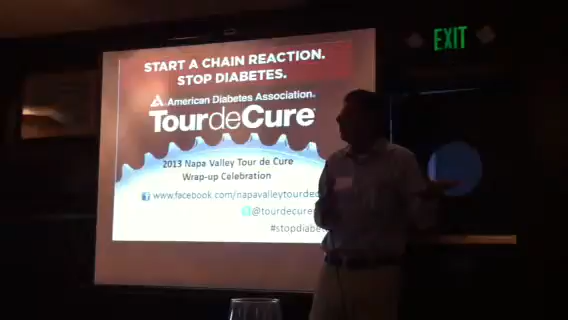 START A CHAIN REACTION.
STOP DIABETES.
American Diabetes Association®
TourdeCure®
2013 Napa Valley Tour de Cure
Wrap-up Celebration
www.facebook.com/napavalleytourdec
@tourdecure
#stopdiabe
EXIT